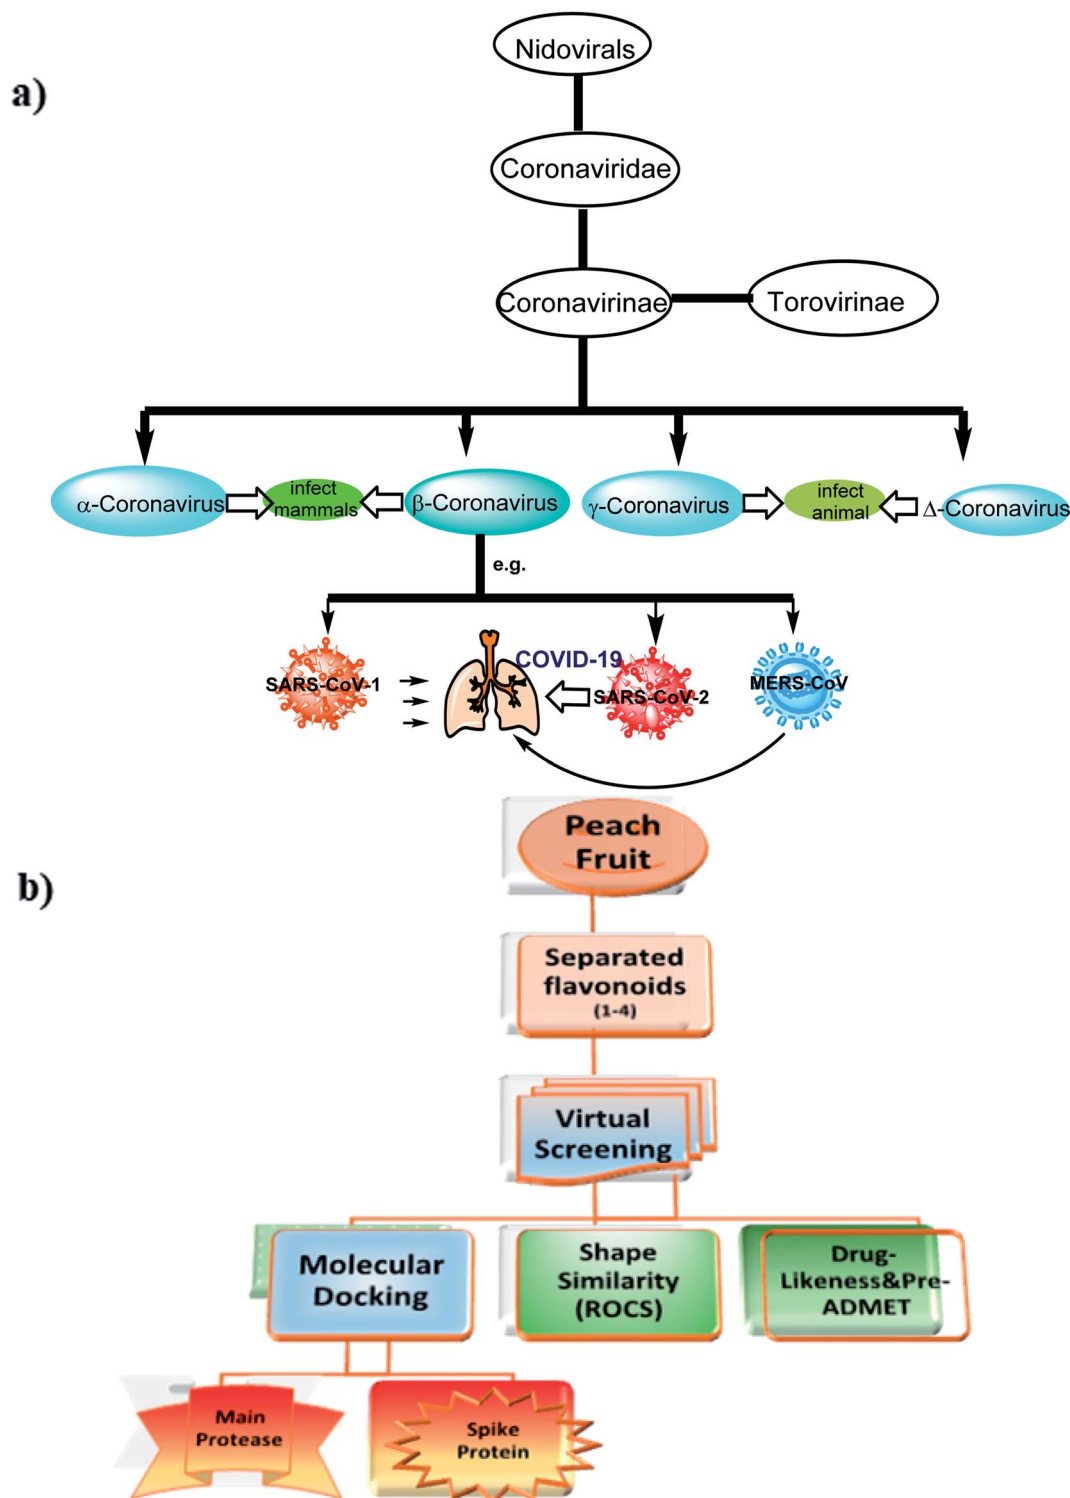 a)
Nidovirals
Coronaviridae
Coronavirinae
Torovirinae
α-Coronavirus
infect
mammals
β-Coronavirus
γ-Coronavirus
infect
animal
Δ-Coronavirus
e.g.
SARS-CoV-1
COVID-19
SARS-CoV-2
MERS-CoV
b)
Peach
Fruit
Separated
flavonoids
(1-4)
Virtual
Screening
Molecular
Docking
Shape
Similarity
(ROCS)
Drug-
Likeness&Pre-
ADMET
Main
Protease
Spike
Protein